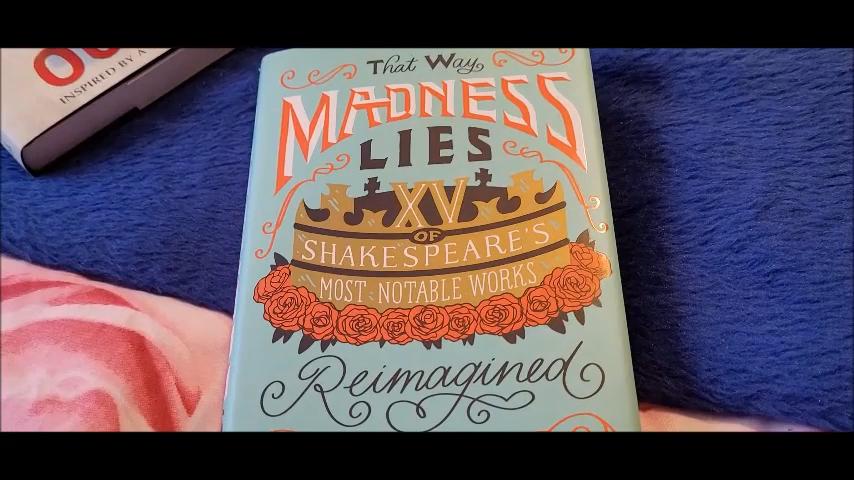 INSPIRED BY A
That Way
MADNESS
LIES
XV
OF
SHAKESPEARE'S
MOST NOTABLE WORKS
Reimagined